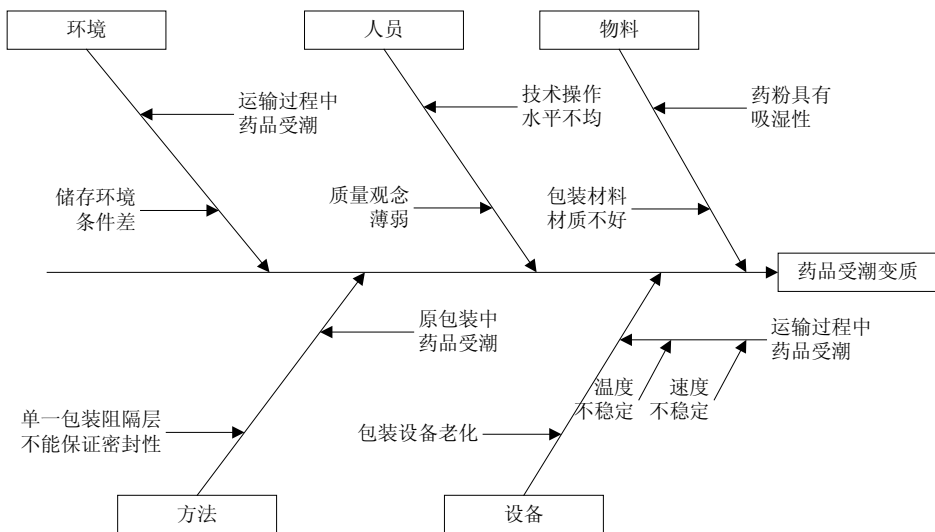 环境
人员
物料
运输过程中
药品受潮
技术操作
水平不均
药粉具有
吸湿性
储存环境
条件差
质量观念
薄弱
包装材料
材质不好
药品受潮变质
原包装中
药品受潮
运输过程中
药品受潮
温度
不稳定
速度
不稳定
单一包装阻隔层
不能保证密封性
包装设备老化
方法
设备